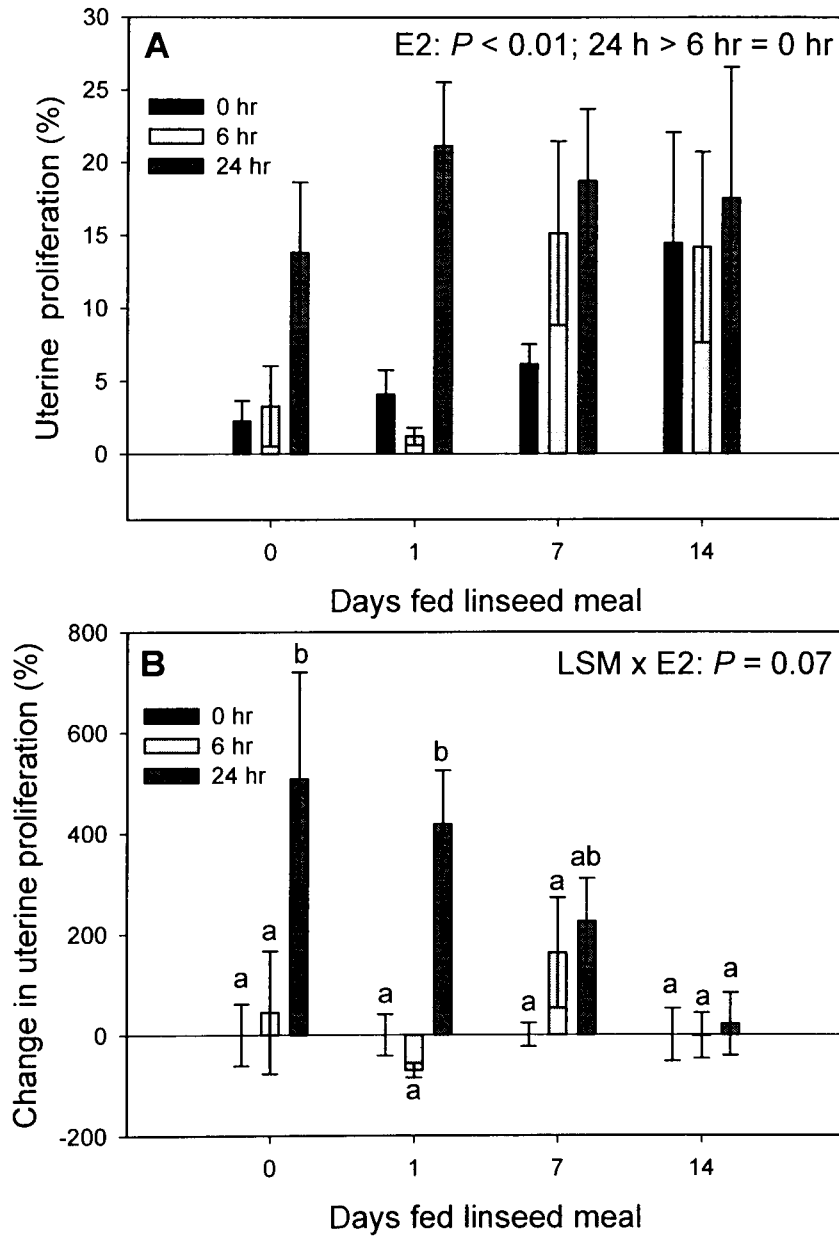 A
E2: P < 0.01; 24 h > 6 hr = 0 hr
0 hr
6 hr
24 hr
Uterine proliferation (%)
30
25
20
15
10
5
0
0 1 7 14
Days fed linseed meal
B
LSM x E2: P = 0.07
0 hr
6 hr
24 hr
Change in uterine proliferation (%)
800
600
400
200
0
-200
b
b
ab
a
a a a a a a a
a
0 1 7 14
Days fed linseed meal